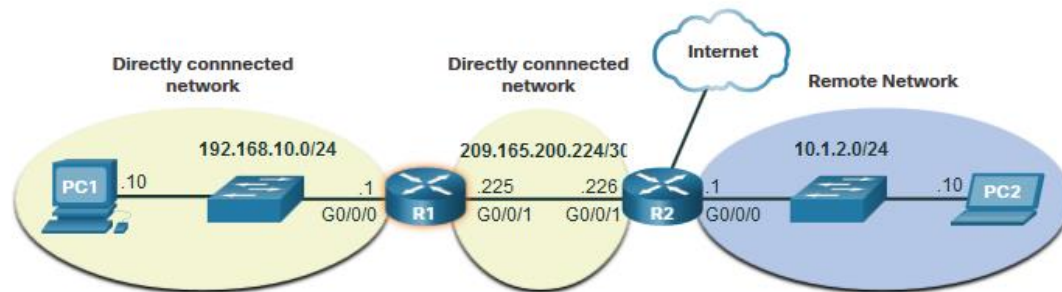 Internet
Directly connnected
network
Directly connnected
network
Remote Network
192.168.10.0/24
209.165.200.224/30
10.1.2.0/24
PC1
.10
.1
G0/0/0
R1
.225
G0/0/1
.226
G0/0/1
R2
.1
G0/0/0
.10
PC2